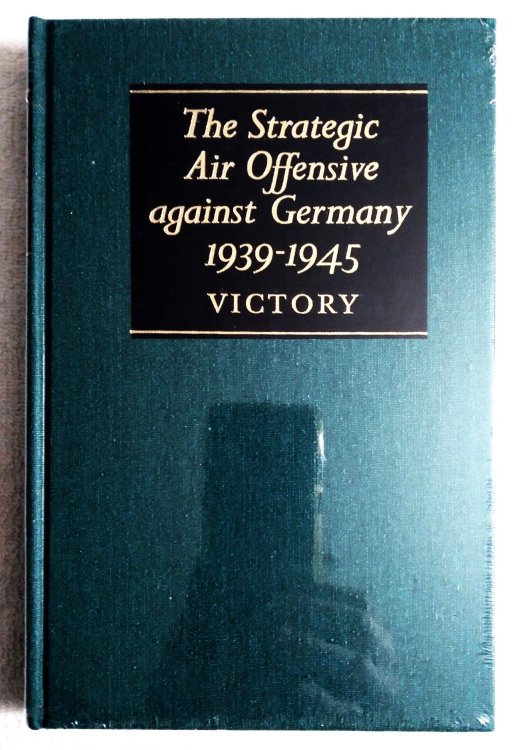 The Strategic
Air Offensive
against Germany
1939-1945
VICTORY